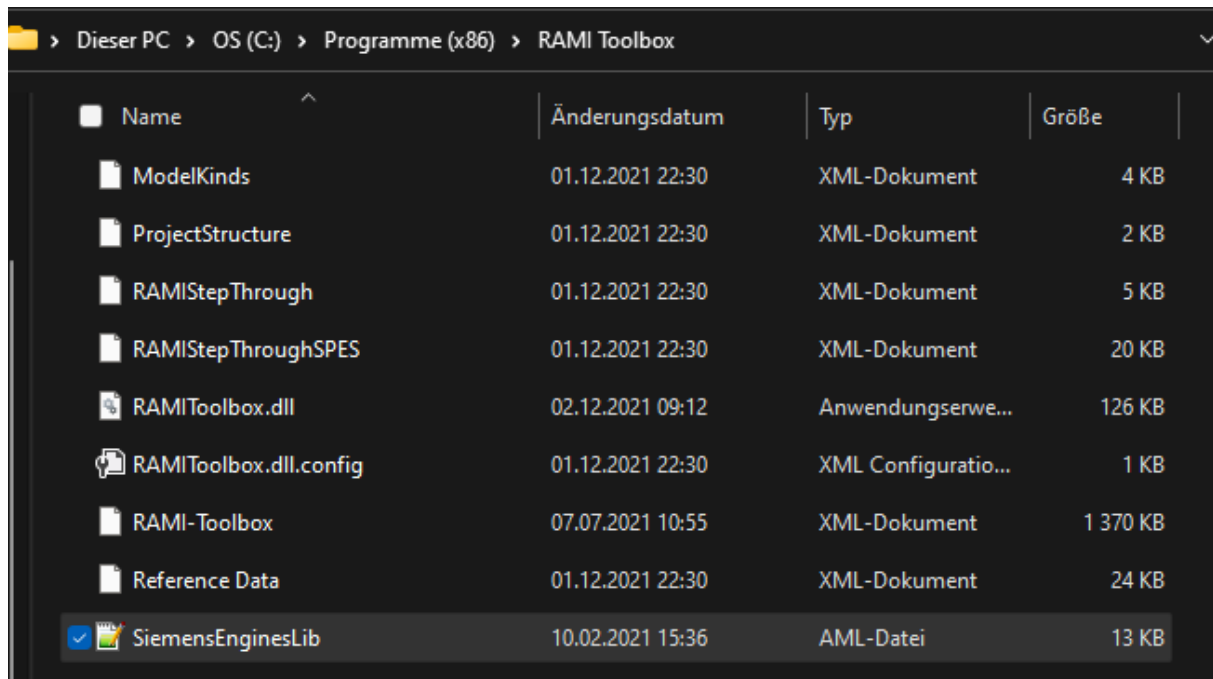 Dieser PC > OS (C:) > Programme (x86) > RAMI Toolbox
Name Änderungsdatum Typ Größe
ModelKinds 01.12.2021 22:30 XML-Dokument 4 KB
ProjectStructure 01.12.2021 22:30 XML-Dokument 2 KB
RAMIStepThrough 01.12.2021 22:30 XML-Dokument 5 KB
RAMIStepThroughSPES 01.12.2021 22:30 XML-Dokument 20 KB
RAMIToolbox.dll 02.12.2021 09:12 Anwendungserwe... 126 KB
RAMIToolbox.dll.config 01.12.2021 22:30 XML Configuratio... 1 KB
RAMI-Toolbox 07.07.2021 10:55 XML-Dokument 1 370 KB
Reference Data 01.12.2021 22:30 XML-Dokument 24 KB
SiemensEnginesLib 10.02.2021 15:36 AML-Datei 13 KB